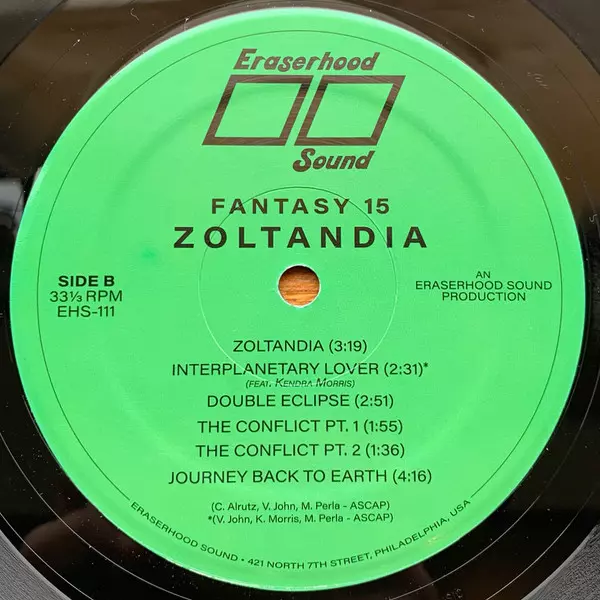 Eraserhood
Sound
FANTASY 15
ZOLTANDIA
SIDE B
33⅓ RPM
EHS-111
AN
ERASERHOOD SOUND
PRODUCTION
ZOLTANDIA (3:19)
INTERPLANETARY LOVER (2:31)*
(FEAT. KENDRA MORRIS)
DOUBLE ECLIPSE (2:51)
THE CONFLICT PT. 1 (1:55)
THE CONFLICT PT. 2 (1:36)
JOURNEY BACK TO EARTH (4:16)
(C. Alrutz, V. John, M. Perla - ASCAP)
*(V. John, K. Morris, M. Perla - ASCAP)
ERASERHOOD SOUND • 421 NORTH 7TH STREET, PHILADELPHIA, USA